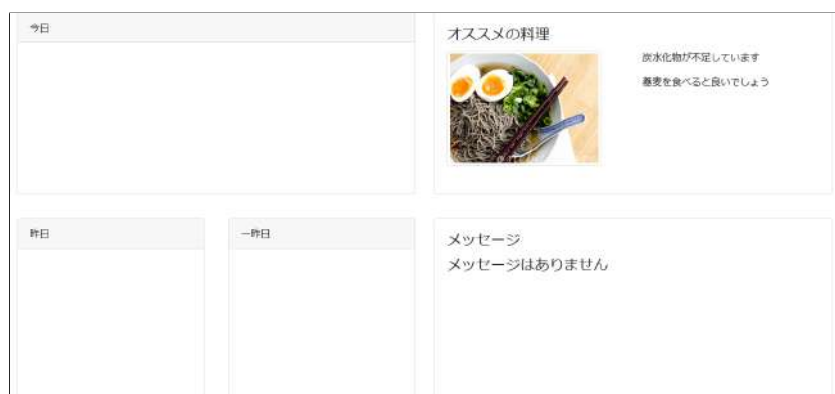 今日
オススメの料理
炭水化物が不足しています
蕎麦を食べると良いでしょう
昨日
一昨日
メッセージ
メッセージはありません